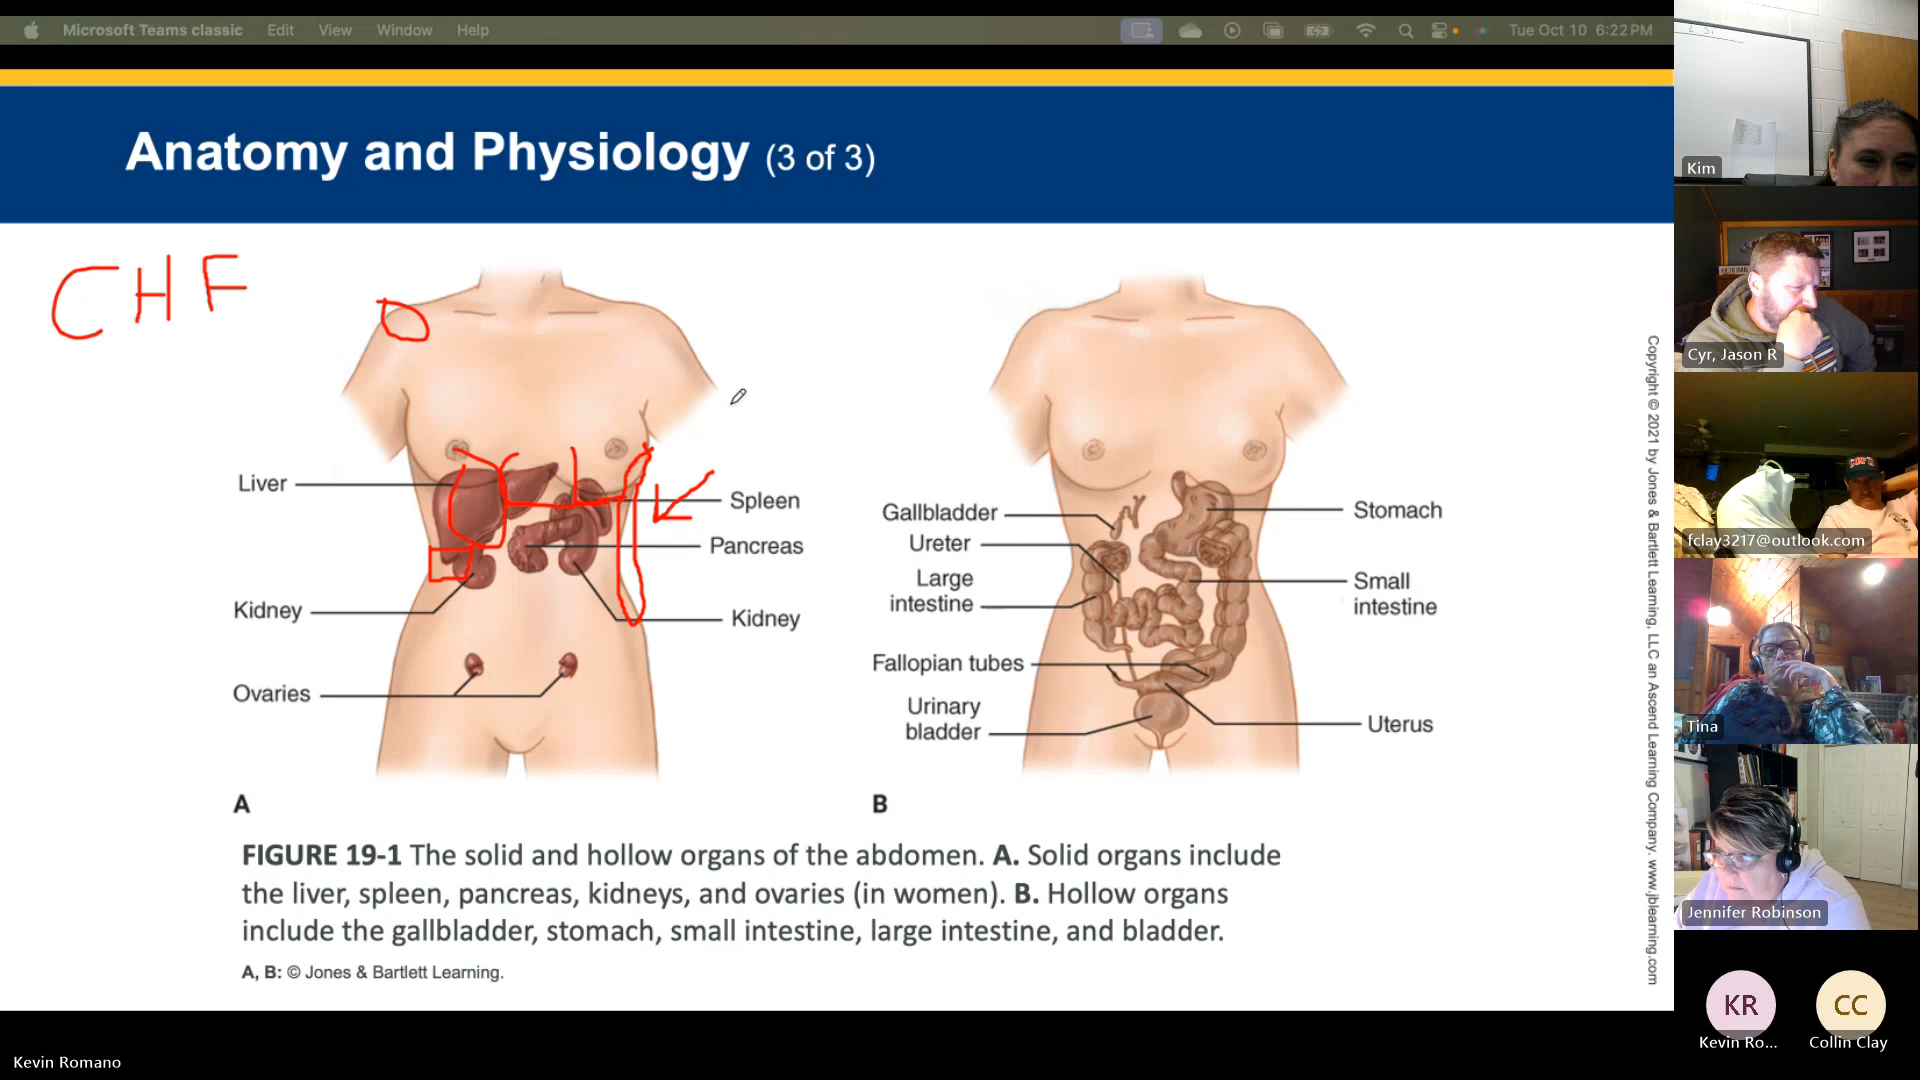 Microsoft Teams classic Edit View Window Help Tue Oct 10 6:22 PM
Anatomy and Physiology (3 of 3)
CHF
Liver
Kidney
Ovaries
Spleen
Pancreas
Kidney
A
Gallbladder
Ureter
Large
intestine
Fallopian tubes
Urinary
bladder
Stomach
Small
intestine
Uterus
B
FIGURE 19-1 The solid and hollow organs of the abdomen. A. Solid organs include
the liver, spleen, pancreas, kidneys, and ovaries (in women). B. Hollow organs
include the gallbladder, stomach, small intestine, large intestine, and bladder.
A, B: © Jones & Bartlett Learning.
Copyright © 2021 by Jones & Bartlett Learning, LLC an Ascend Learning Company. www.jblearning.com
Kevin Romano
Kim
Cyr, Jason R
fclay3217@outlook.com
Tina
Jennifer Robinson
KR
Kevin Ro...
CC
Collin Clay